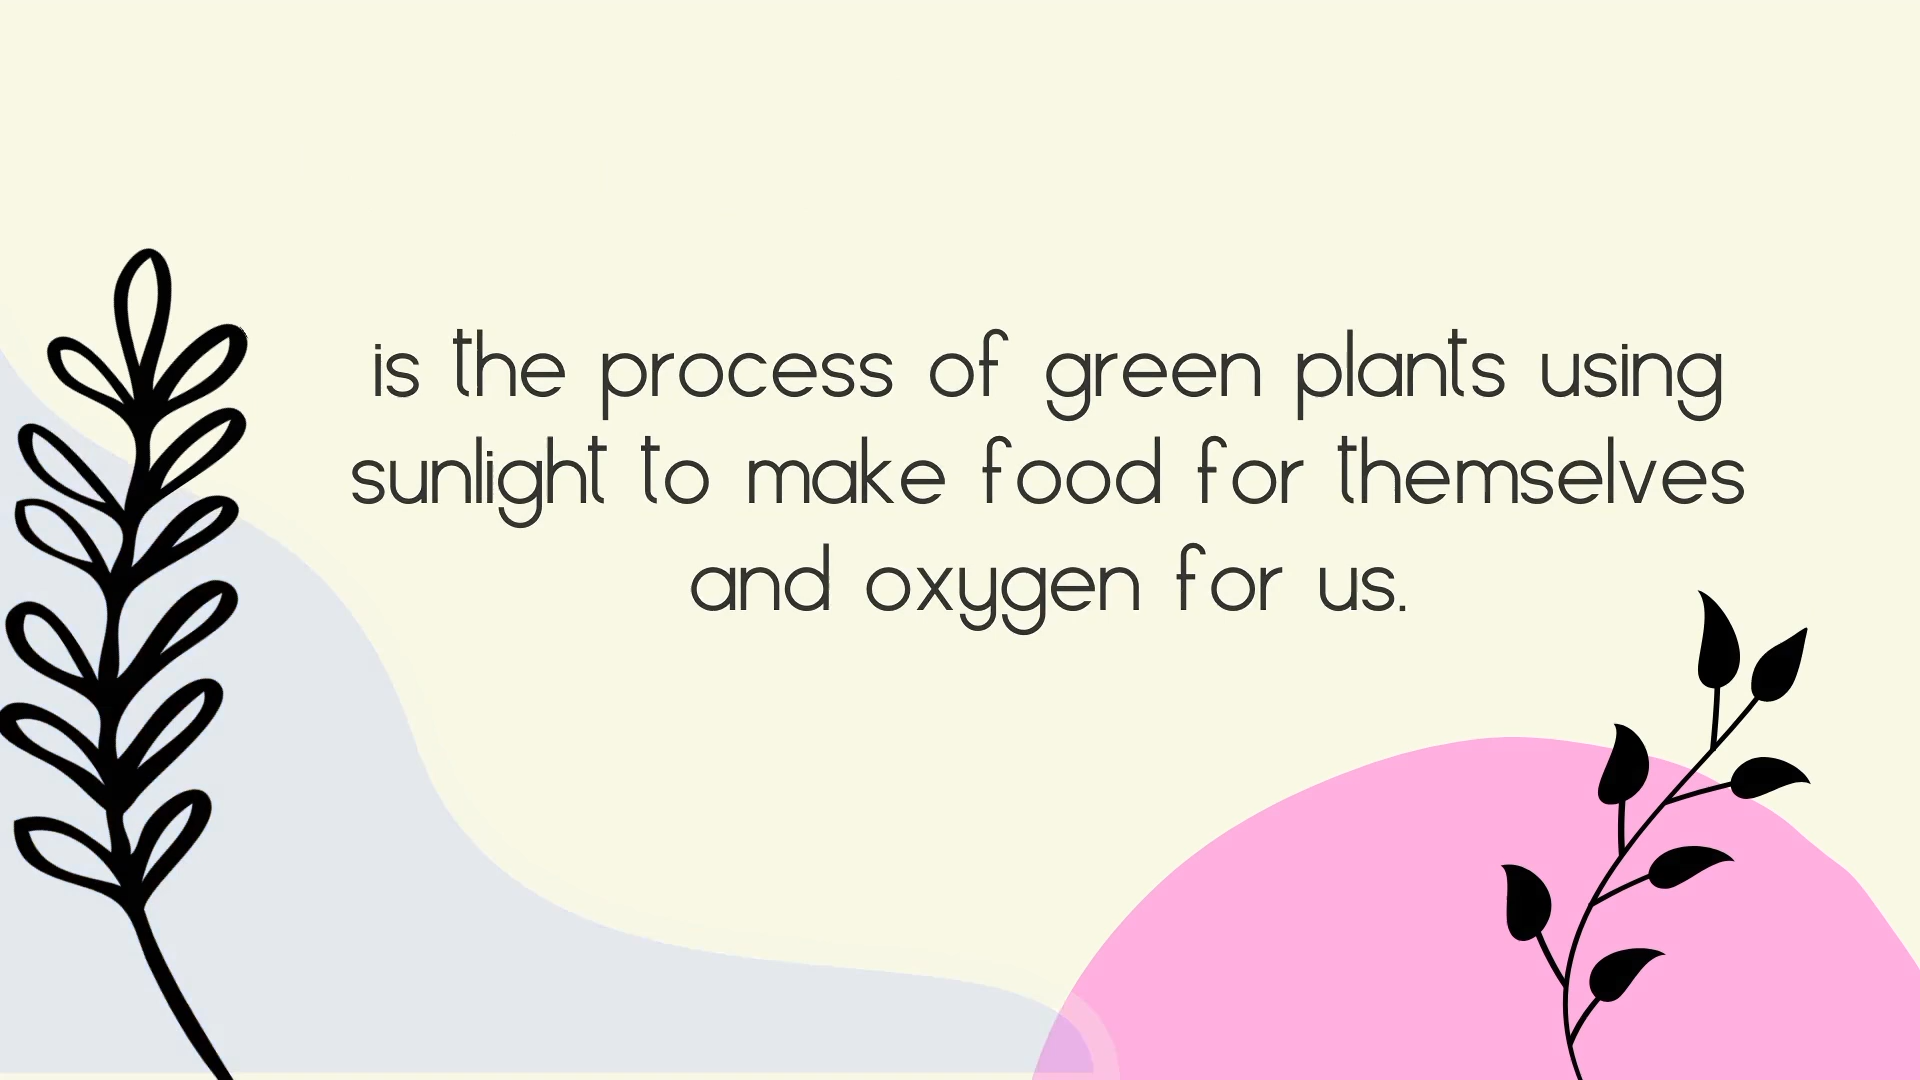 is the process of green plants using
sunlight to make food for themselves
and oxygen for us.